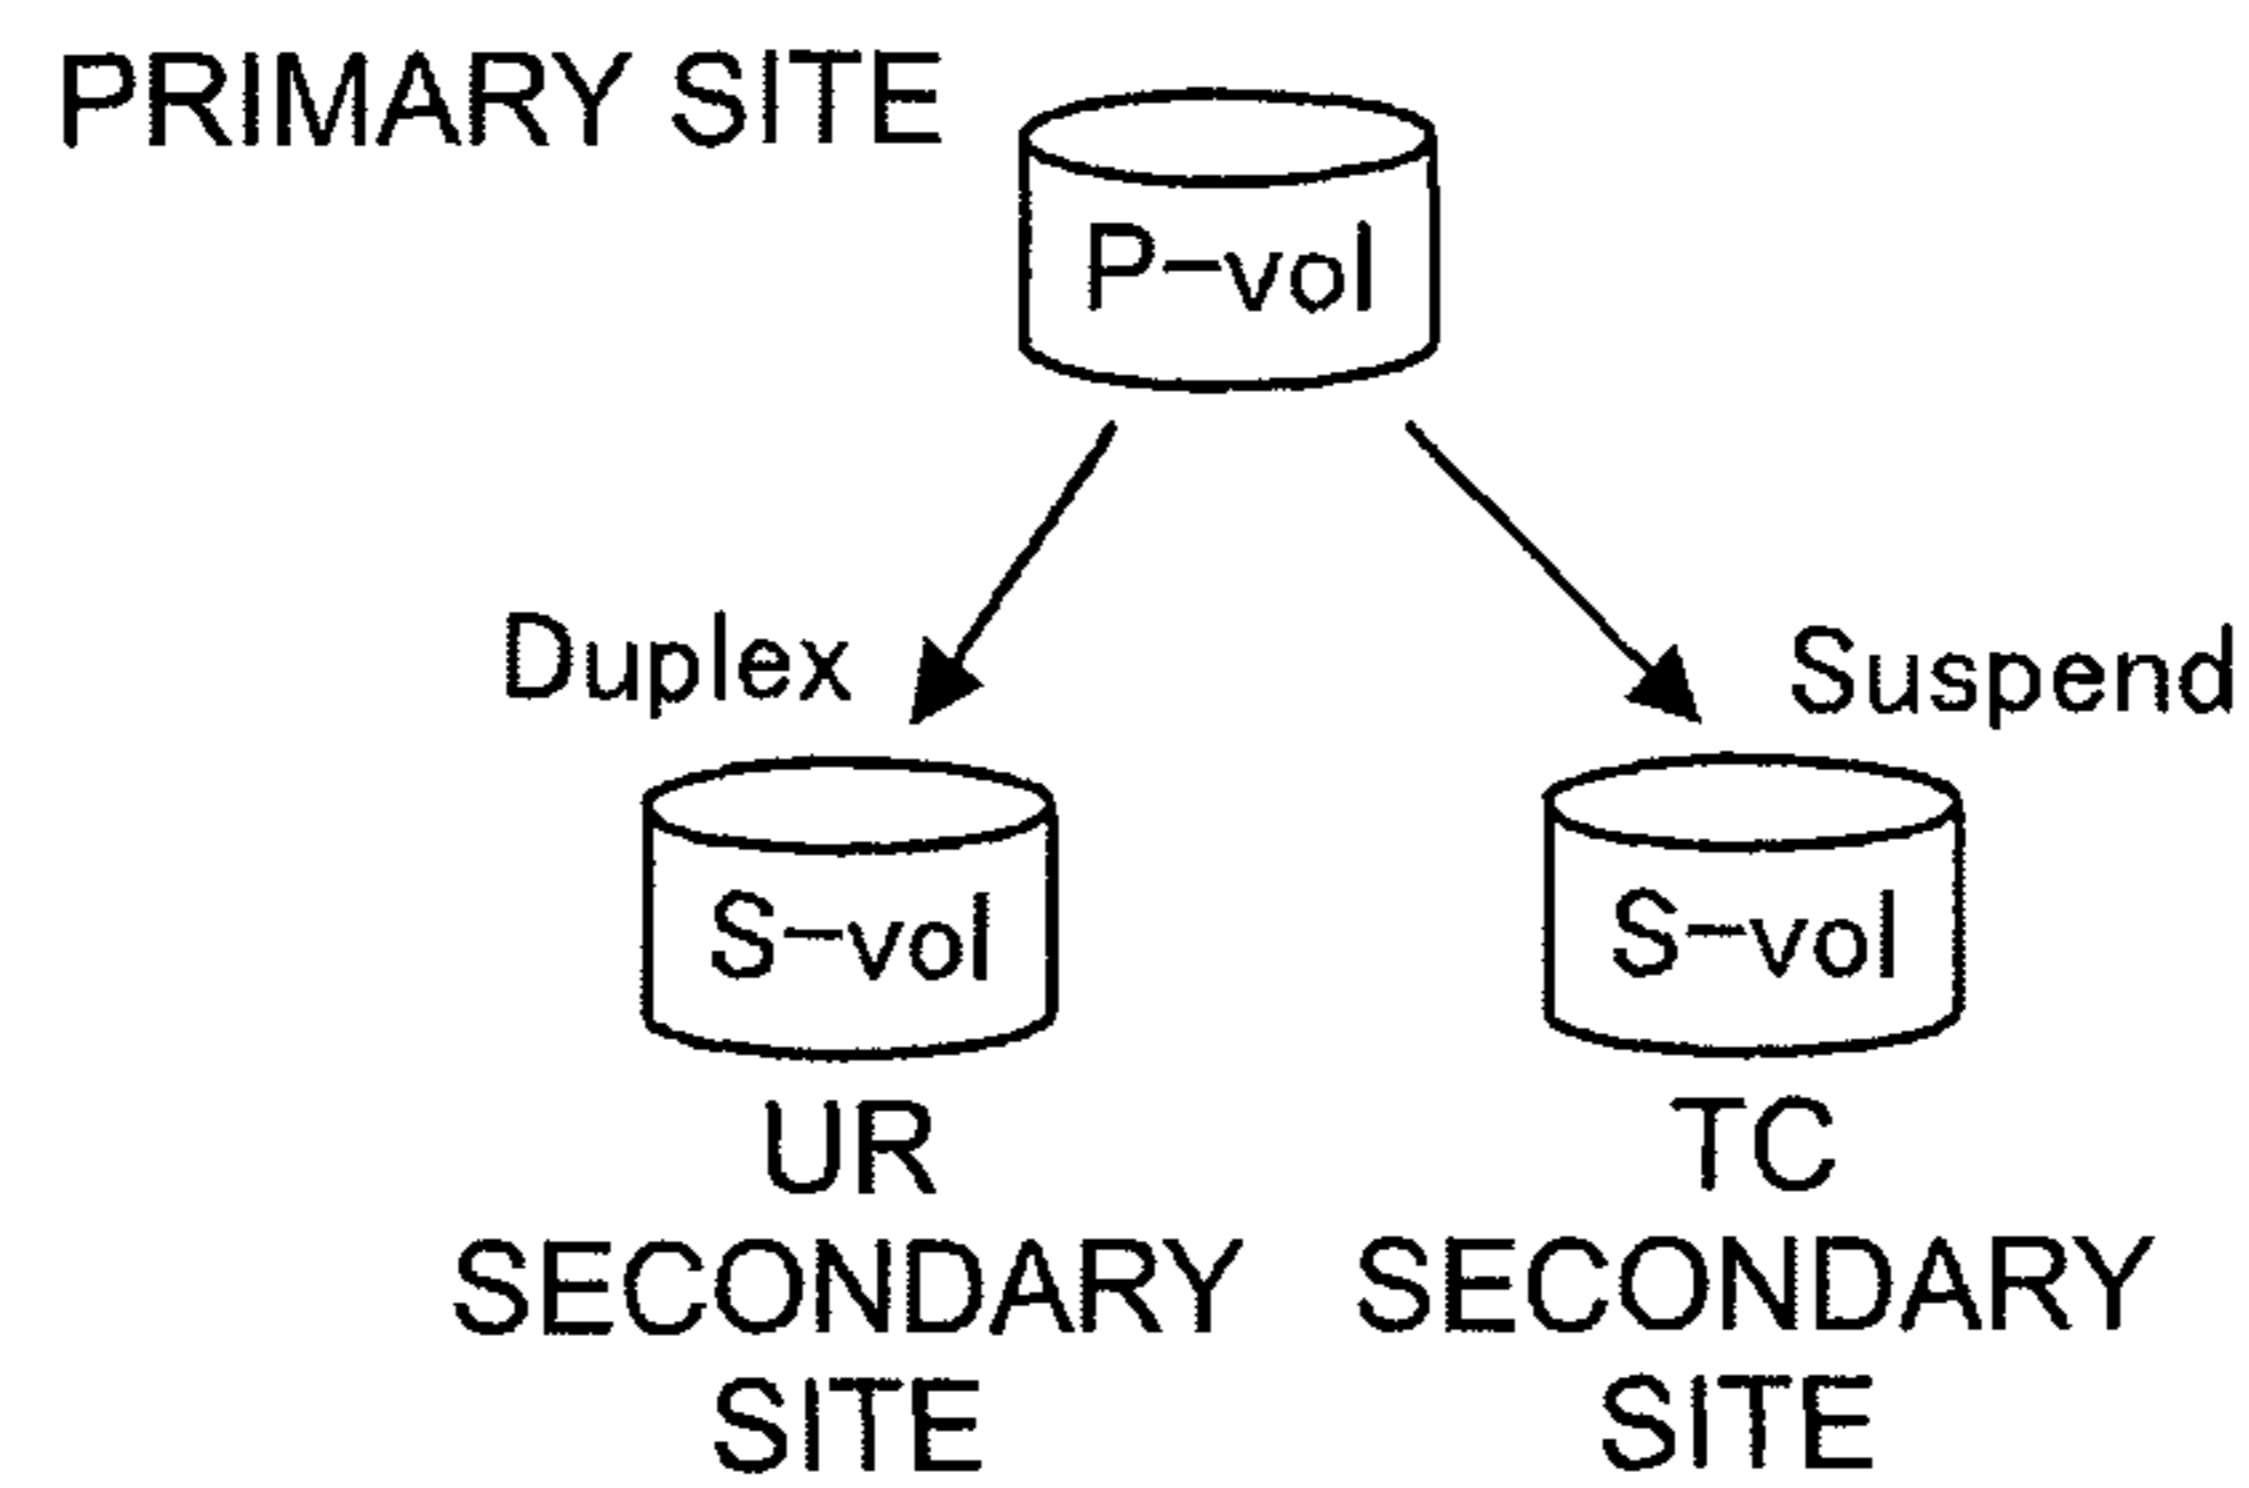 PRIMARY SITE
P-vol
Duplex
Suspend
S-vol
S-vol
UR
SECONDARY
SITE
TC
SECONDARY
SITE